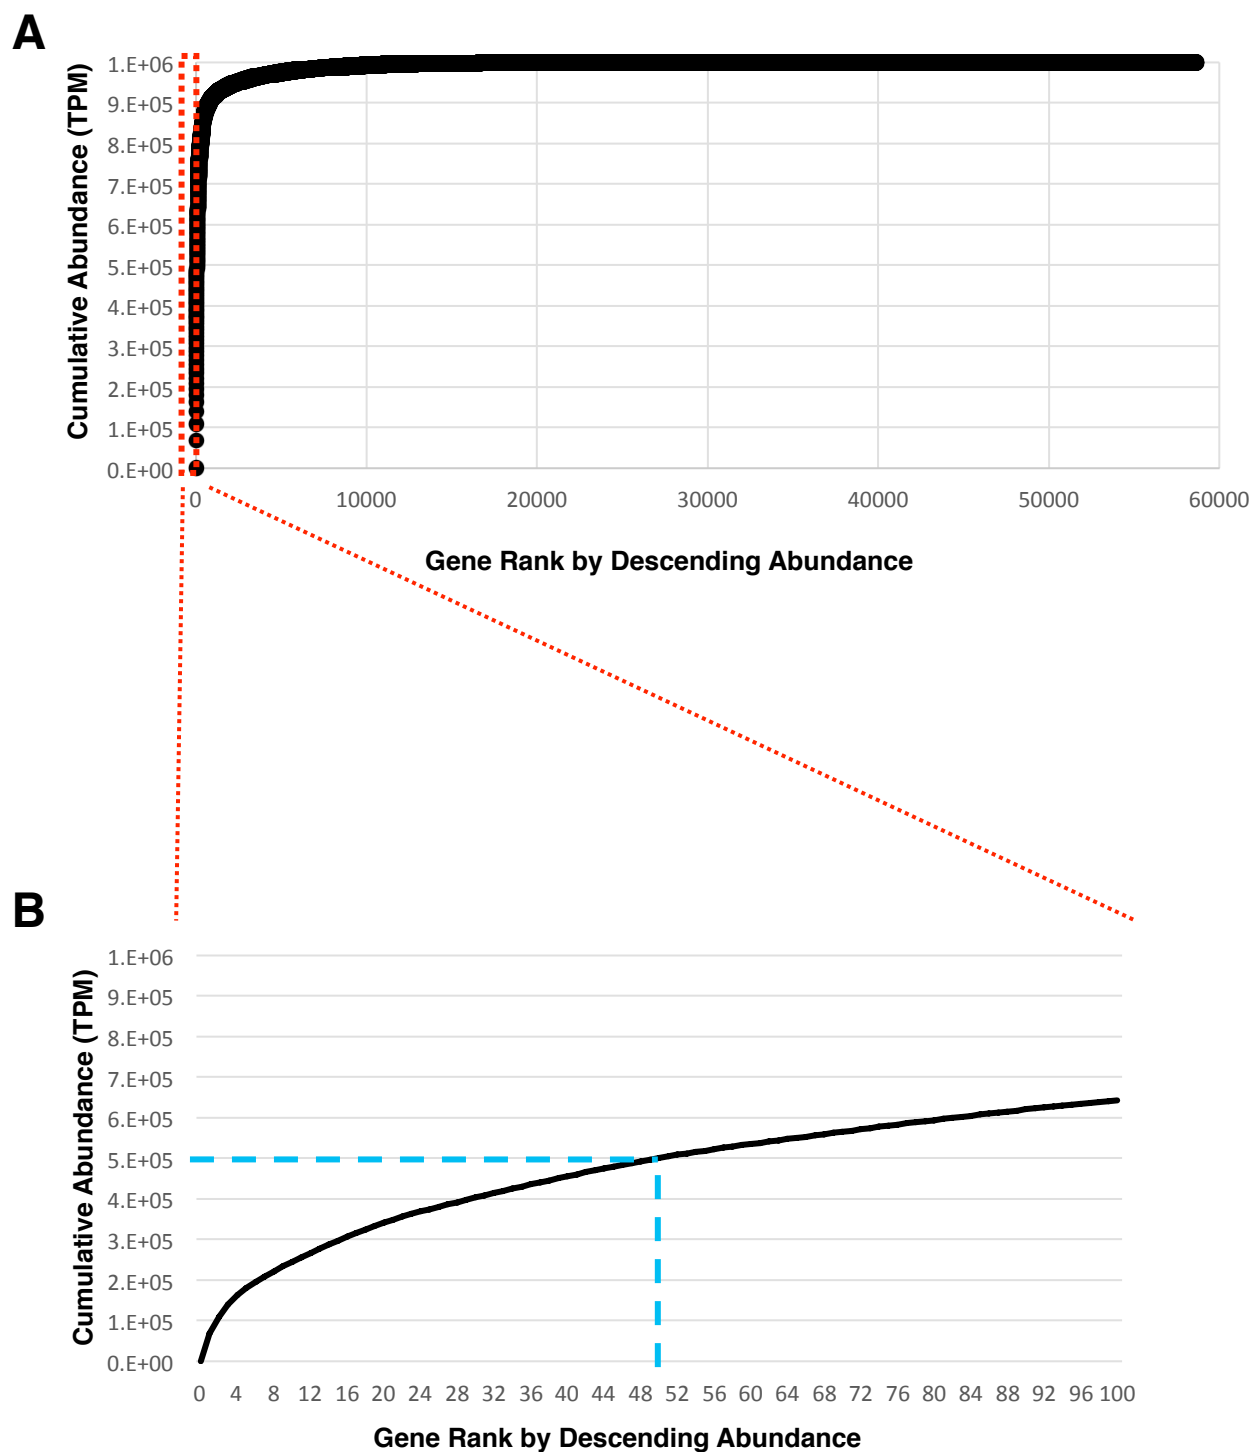 A
Cumulative Abundance (TPM)
1.E+06
9.E+05
8.E+05
7.E+05
6.E+05
5.E+05
4.E+05
3.E+05
2.E+05
1.E+05
0.E+00
0 10000 20000 30000 40000 50000 60000
Gene Rank by Descending Abundance
B
Cumulative Abundance (TPM)
1.E+06
9.E+05
8.E+05
7.E+05
6.E+05
5.E+05
4.E+05
3.E+05
2.E+05
1.E+05
0.E+00
0 4 8 12 16 20 24 28 32 36 40 44 48 52 56 60 64 68 72 76 80 84 88 92 96 100
Gene Rank by Descending Abundance